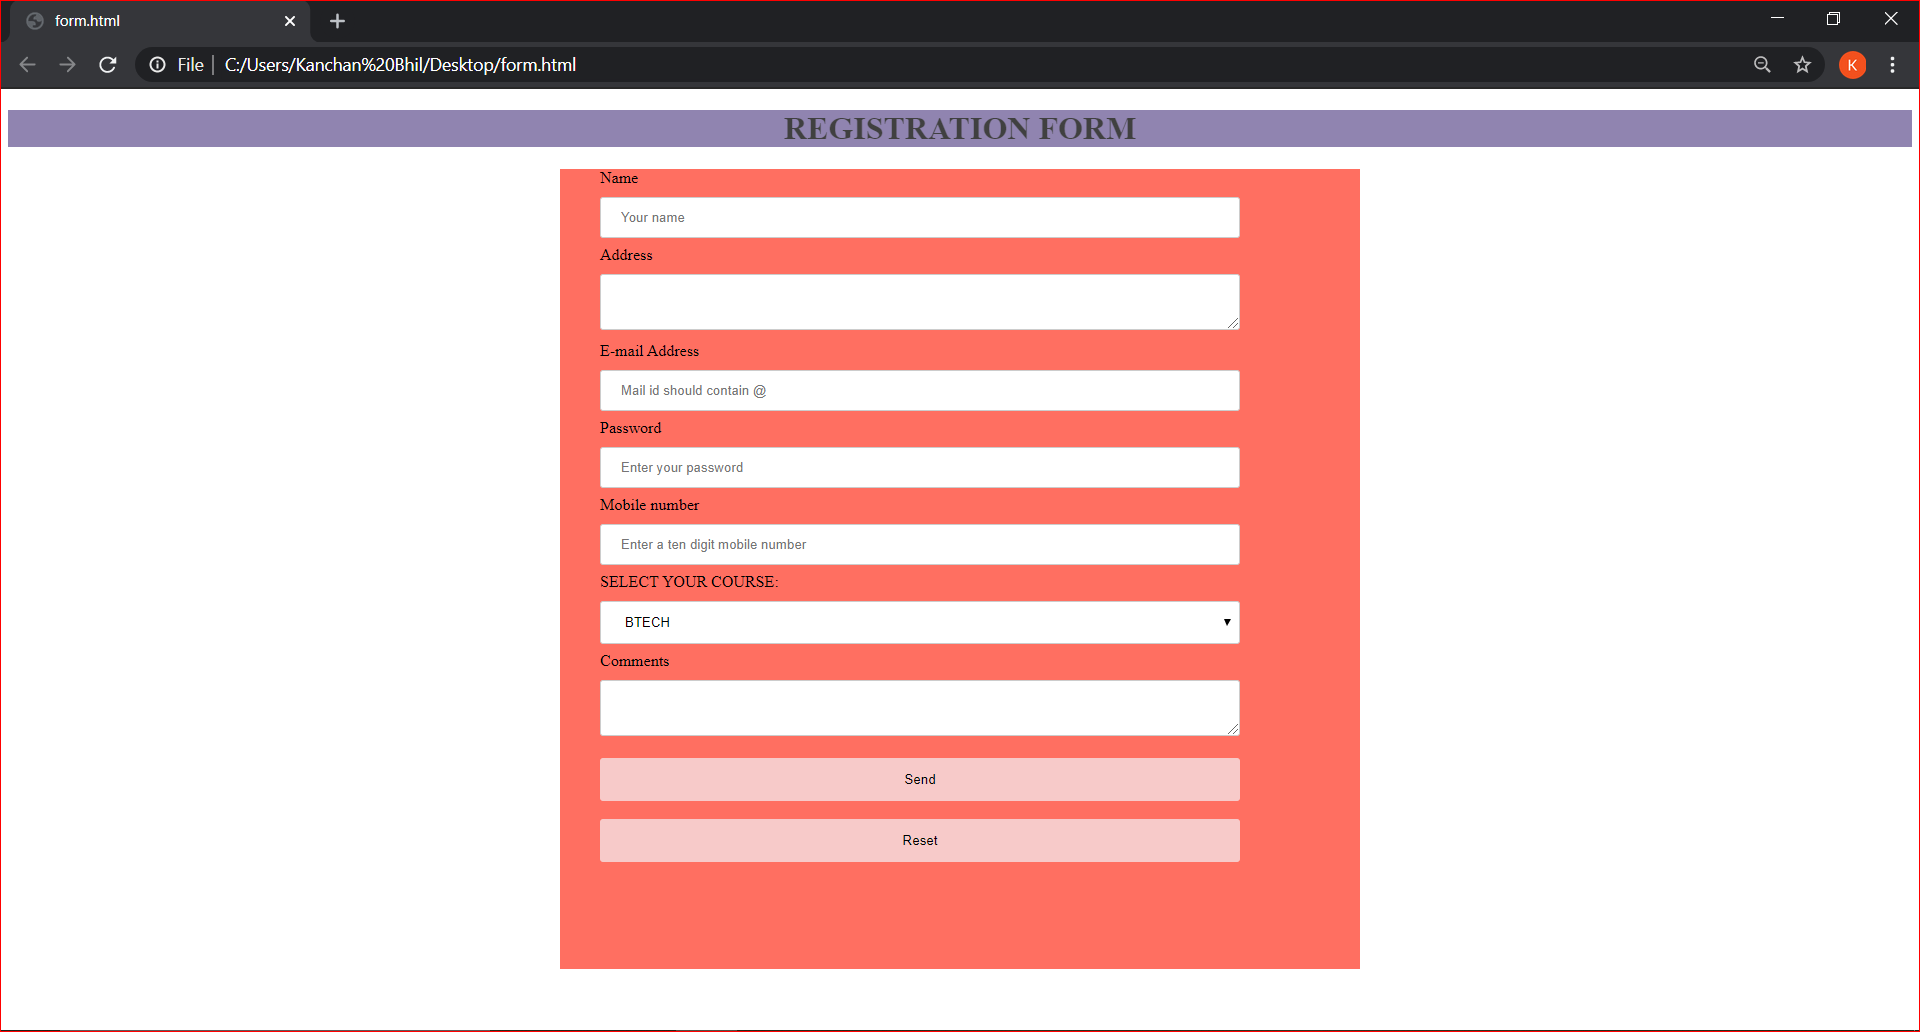 form.html
File | C:/Users/Kanchan%20Bhil/Desktop/form.html
K
REGISTRATION FORM
Name
Your name
Address
E-mail Address
Mail id should contain @
Password
Enter your password
Mobile number
Enter a ten digit mobile number
SELECT YOUR COURSE:
BTECH
Comments
Send
Reset